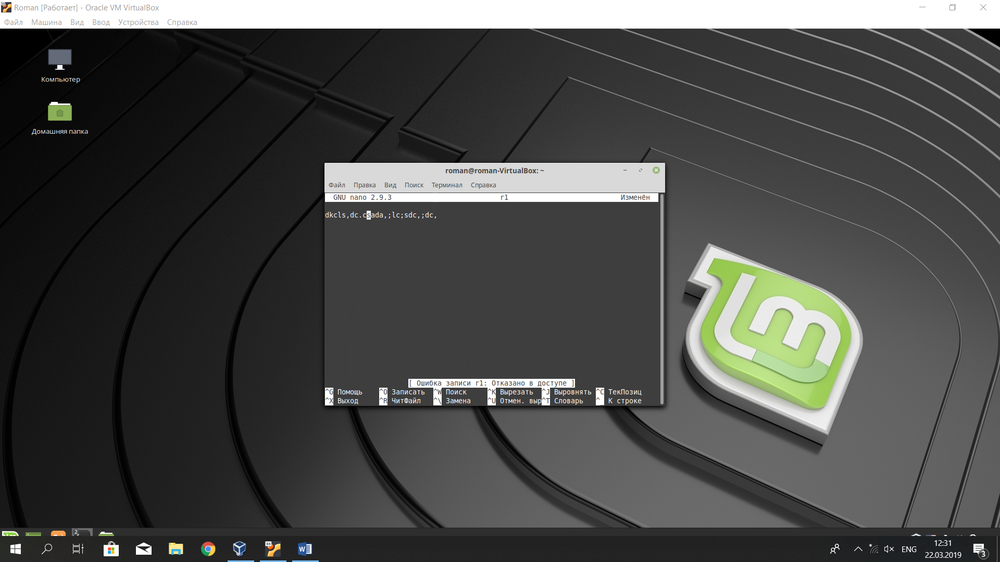 Roman [Работает] - Oracle VM VirtualBox
Файл Машина Вид Ввод Устройства Справка
Компьютер
Домашняя папка
roman@roman-VirtualBox: ~
Файл Правка Вид Поиск Терминал Справка
GNU nano 2.9.3 r1 Изменён
dkcls,dc.csada,;lc;sdc,;dc,
[ Ошибка записи r1: Отказано в доступе ]
^G Помощь ^O Записать ^W Поиск ^K Вырезать ^J Выровнять ^C ТекПозиц
^X Выход ^R ЧитФайл ^\ Замена ^U Отмен. выр^T Словарь ^_ К строке
2
64
W
ENG
12:31
22.03.2019
3